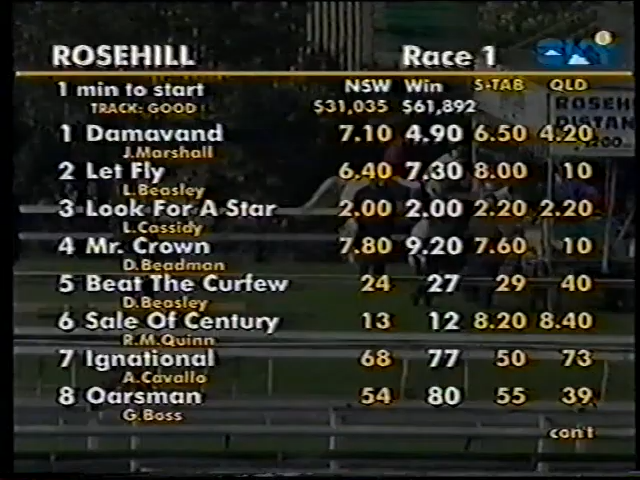 ROSEHILL Race 1 SKY
1 min to start NSW Win S-TAB QLD
TRACK: GOOD $31,035 $61,892
ROSEH
DISTAN
1200
1 Damavand 7.10 4.90 6.50 4.20
J.Marshall
2 Let Fly 6.40 7.30 8.00 10
L.Beasley
3 Look For A Star 2.00 2.00 2.20 2.20
L.Cassidy
4 Mr. Crown 7.80 9.20 7.60 10
D.Beadman
5 Beat The Curfew 24 27 29 40
D.Beasley
6 Sale Of Century 13 12 8.20 8.40
R.M.Quinn
7 Ignational 68 77 50 73
A.Cavallo
8 Oarsman 54 80 55 39
G.Boss
con't